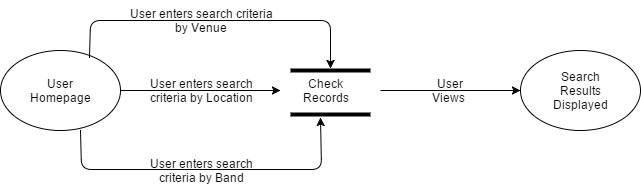 User enters search criteria
by Venue
User
Homepage
User enters search
criteria by Location
Check
Records
User
Views
Search
Results
Displayed
User enters search
criteria by Band